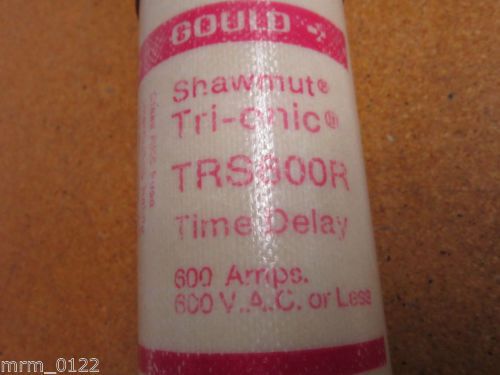 GOULD
Shawmut®
Tri-onic®
TRS600R
Time Delay
600 Amps.
600 V.A.C. or Less
mrm_0122